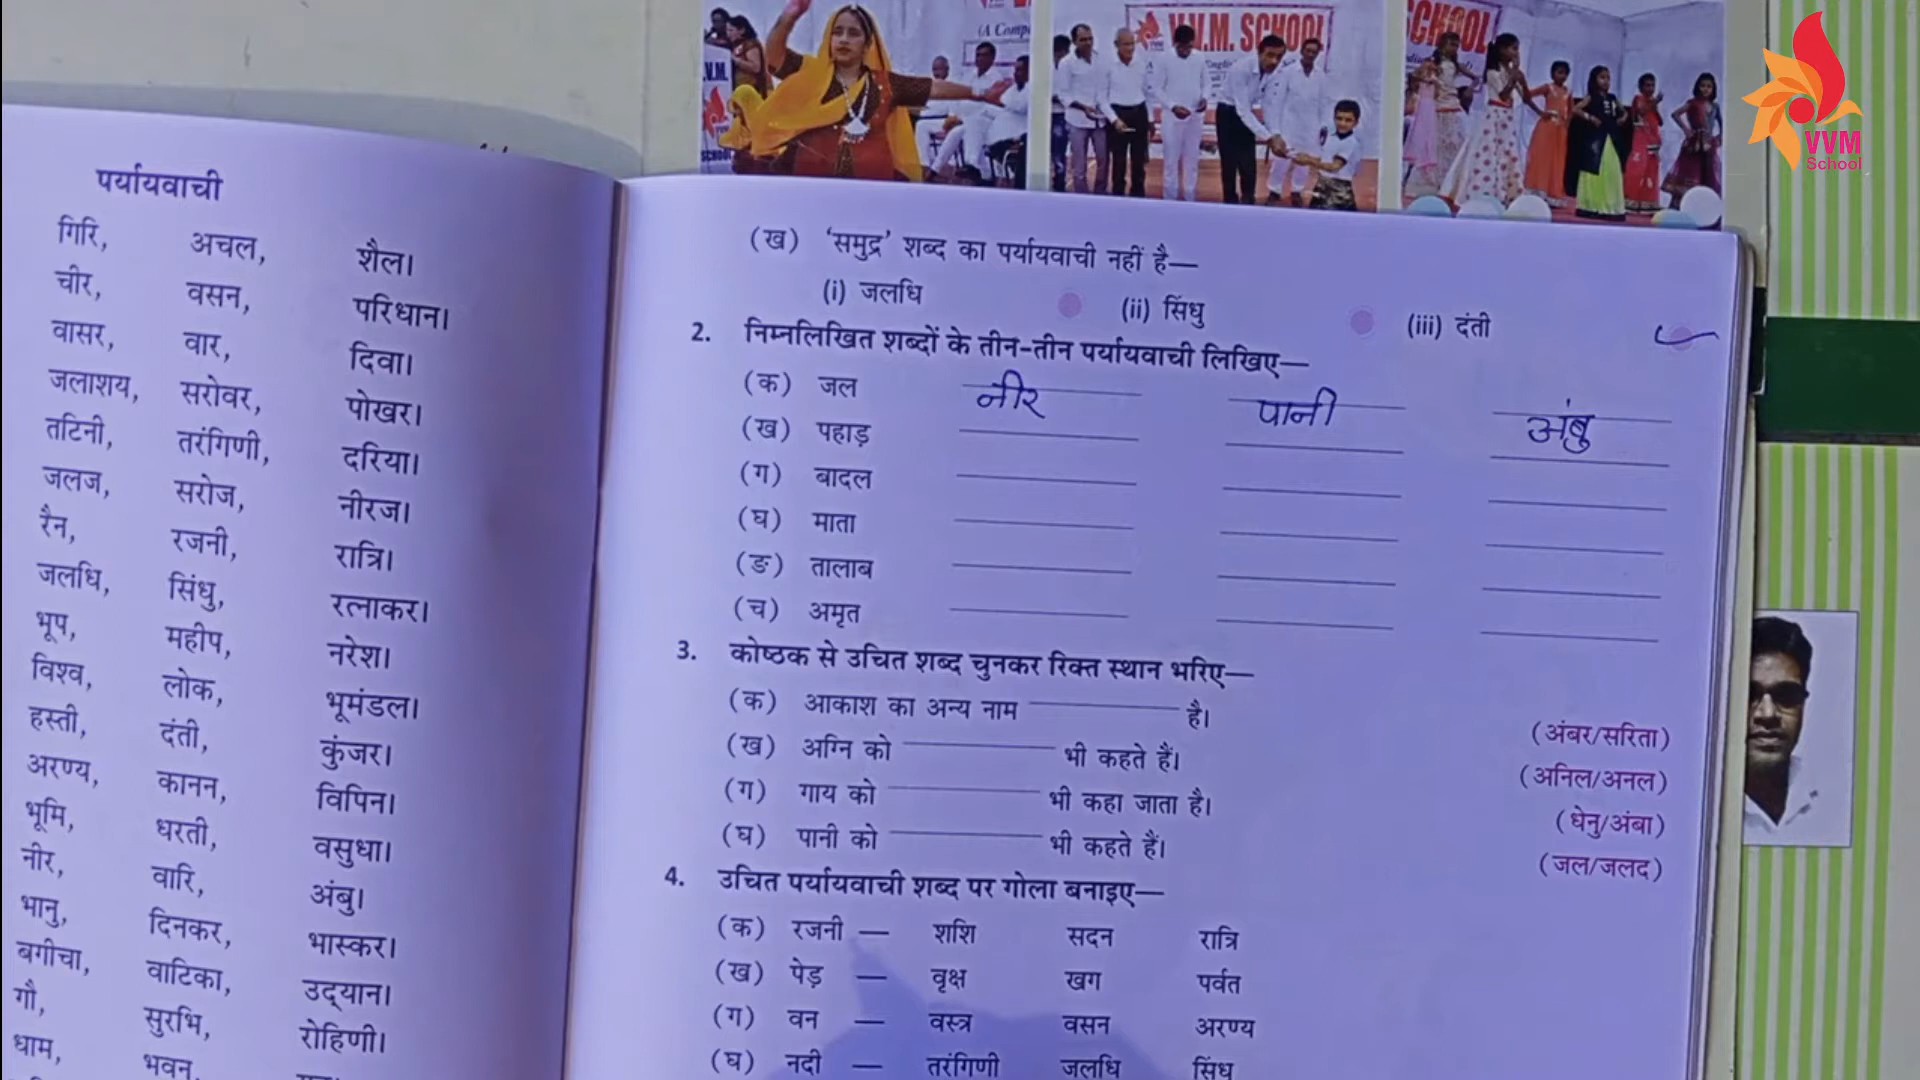 (A Comp
V.V.M. SCHOOL
SCHOOL
V.M.
SCHOOL
VVM
School
पर्यायवाची
गिरि, अचल, शैल।
चीर, वसन, परिधान।
वासर, वार, दिवा।
जलाशय, सरोवर, पोखर।
तटिनी, तरंगिणी, दरिया।
जलज, सरोज, नीरज।
रैन, रजनी, रात्रि।
जलधि, सिंधु, रत्नाकर।
भूप, महीप, नरेश।
विश्व, लोक, भूमंडल।
हस्ती, दंती, कुंजर।
अरण्य, कानन, विपिन।
भूमि, धरती, वसुधा।
नीर, वारि, अंबु।
भानु, दिनकर, भास्कर।
बगीचा, वाटिका, उद्यान।
गौ, सुरभि, रोहिणी।
धाम, भवन,
(ख) ‘समुद्र’ शब्द का पर्यायवाची नहीं है—
(i) जलधि (ii) सिंधु (iii) दंती
2. निम्नलिखित शब्दों के तीन-तीन पर्यायवाची लिखिए—
(क) जल नीर पानी अंबु
(ख) पहाड़
(ग) बादल
(घ) माता
(ङ) तालाब
(च) अमृत
3. कोष्ठक से उचित शब्द चुनकर रिक्त स्थान भरिए—
(क) आकाश का अन्य नाम है। (अंबर/सरिता)
(ख) अग्नि को भी कहते हैं। (अनिल/अनल)
(ग) गाय को भी कहा जाता है। (धेनु/अंबा)
(घ) पानी को भी कहते हैं। (जल/जलद)
4. उचित पर्यायवाची शब्द पर गोला बनाइए—
(क) रजनी — शशि सदन रात्रि
(ख) पेड़ — वृक्ष खग पर्वत
(ग) वन — वस्त्र वसन अरण्य
(घ) नदी — तरंगिणी जलधि सिंधु